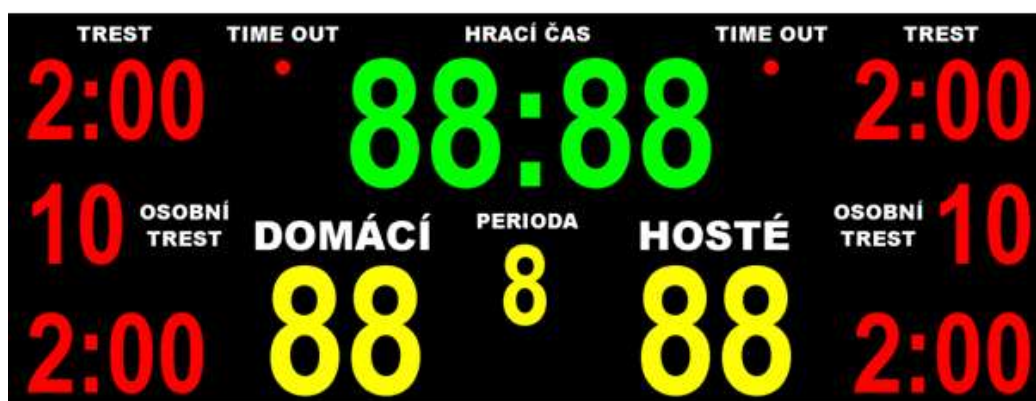 TREST TIME OUT HRACÍ ČAS TIME OUT TREST
2:00 88:88 2:00
10 OSOBNÍ TREST DOMÁCÍ PERIODA HOSTÉ OSOBNÍ TREST 10
2:00 88 8 88 2:00